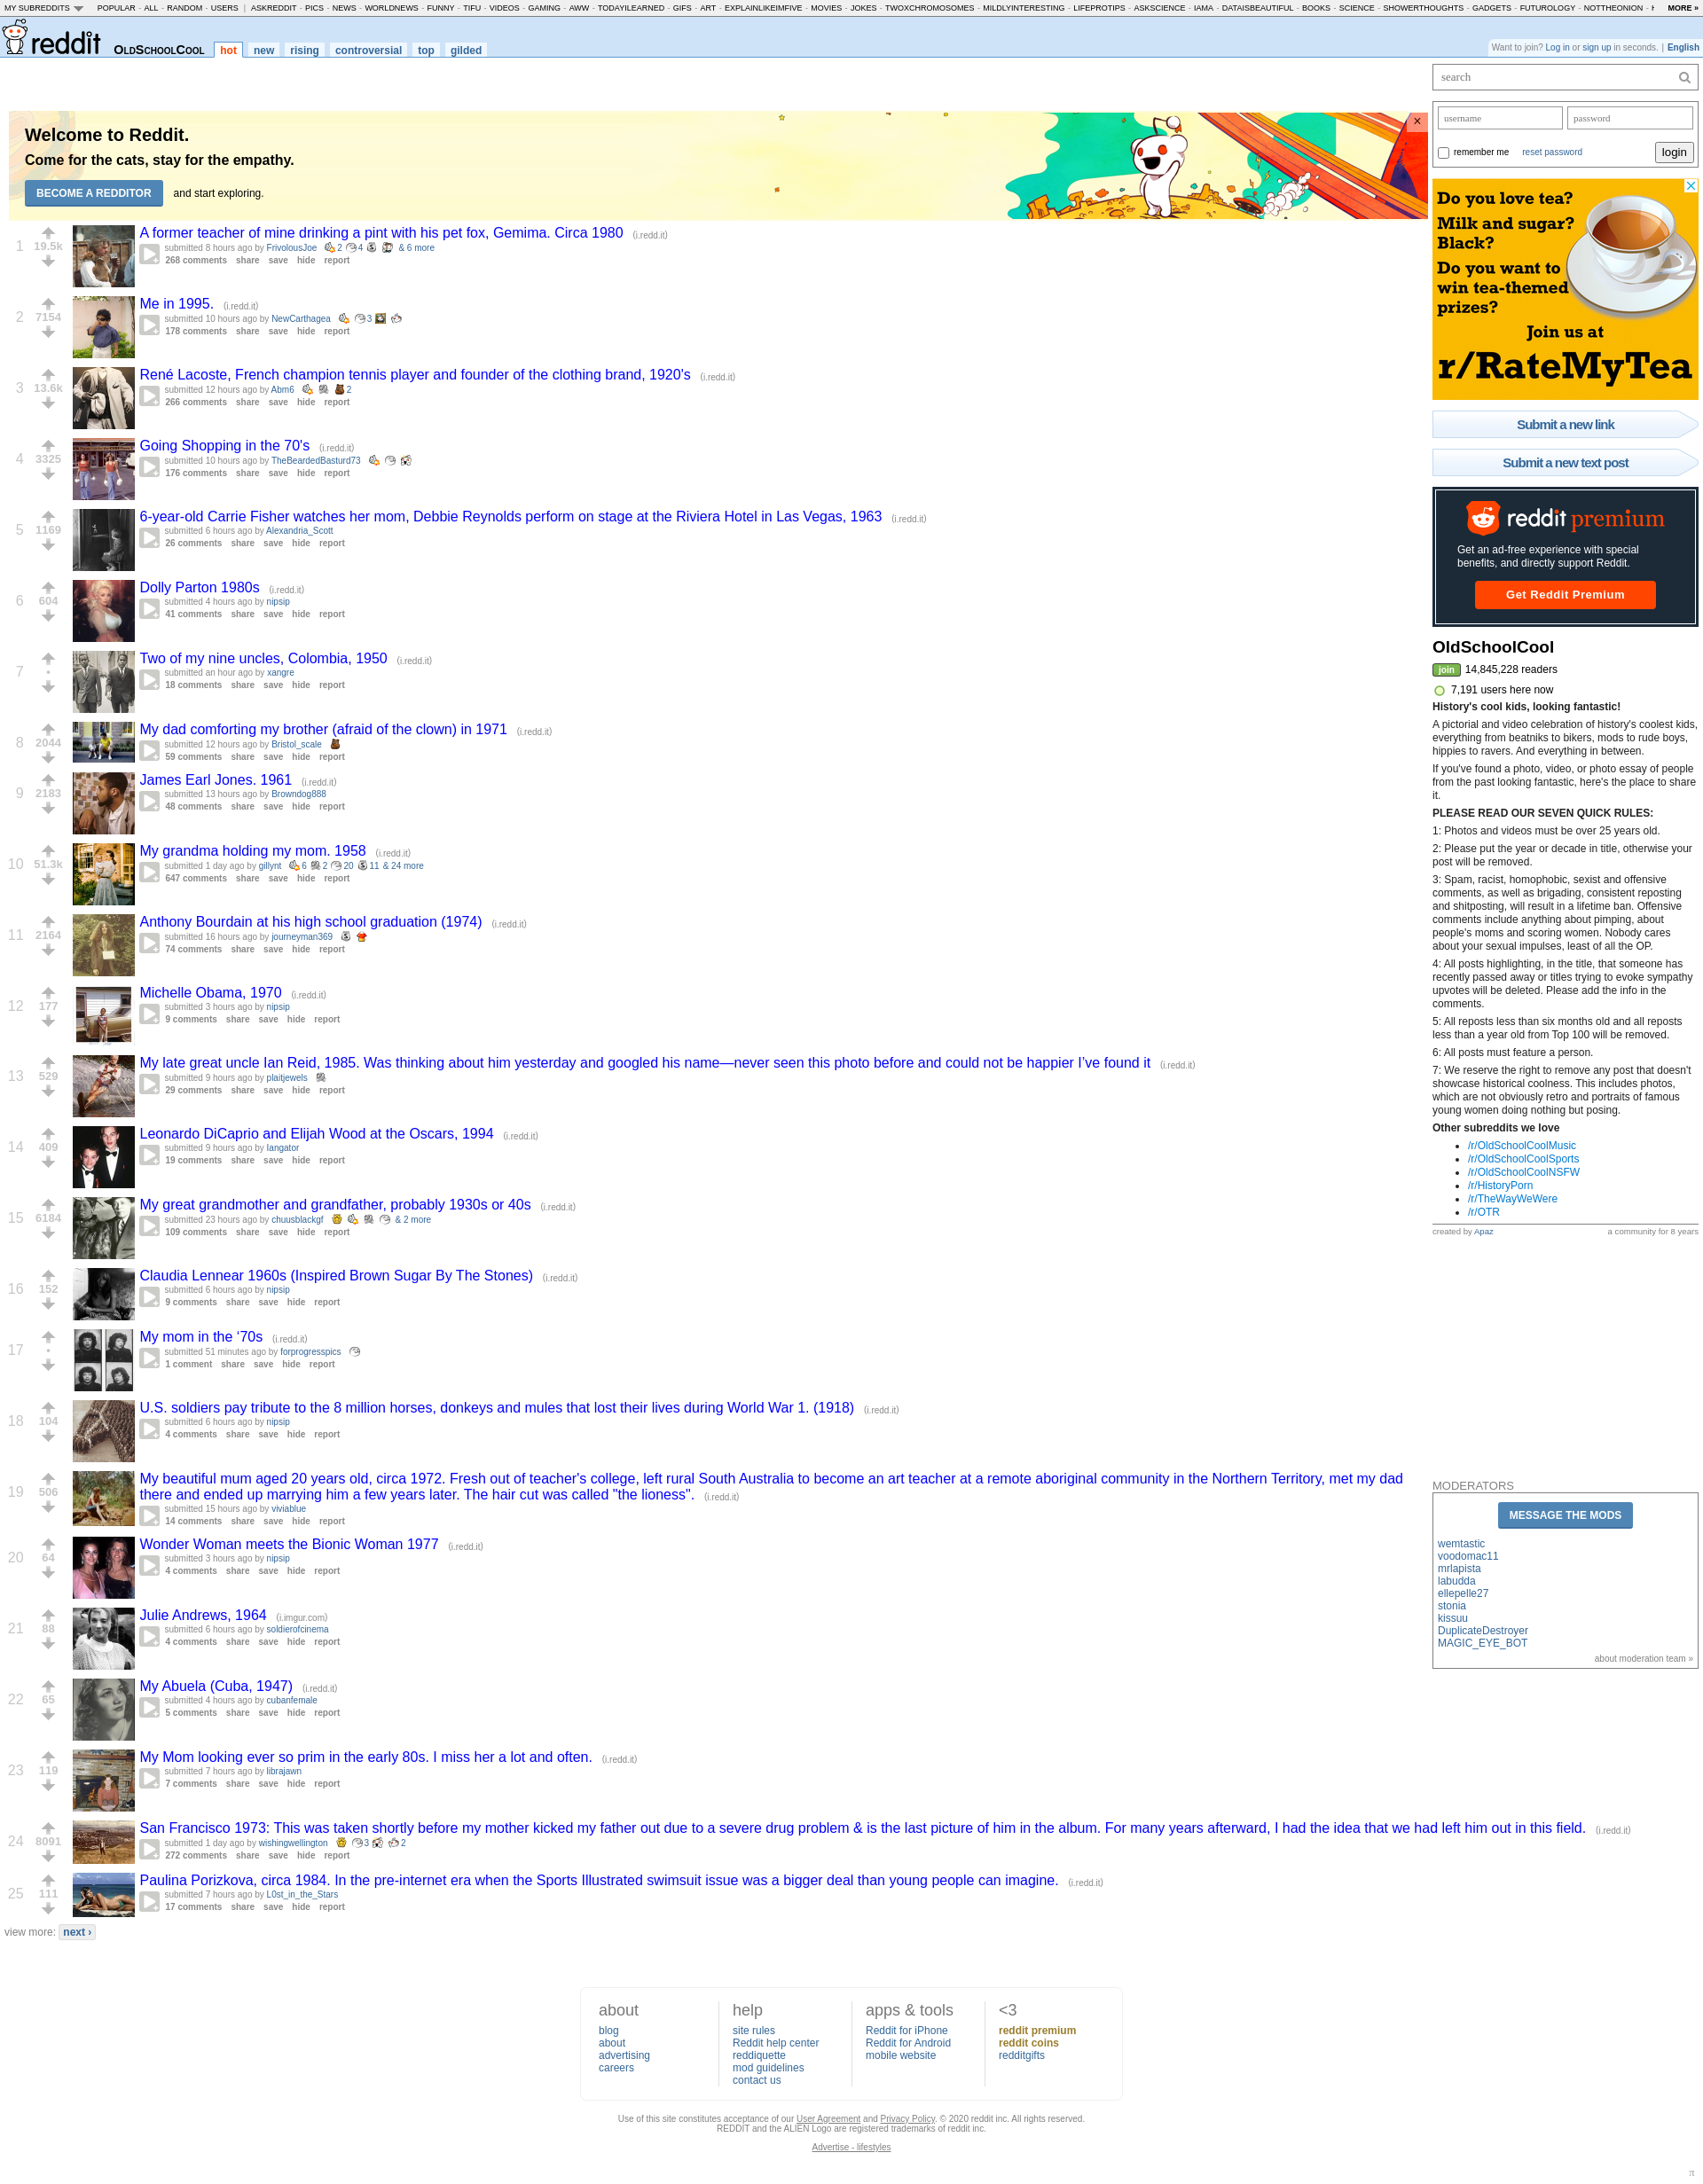 MY SUBREDDITS POPULAR - ALL - RANDOM - USERS | ASKREDDIT - PICS - NEWS - WORLDNEWS - FUNNY - TIFU - VIDEOS - GAMING - AWW - TODAYILEARNED - GIFS - ART - EXPLAINLIKEIMFIVE - MOVIES - JOKES - TWOXCHROMOSOMES - MILDLYINTERESTING - LIFEPROTIPS - ASKSCIENCE - IAMA - DATAISBEAUTIFUL - BOOKS - SCIENCE - SHOWERTHOUGHTS - GADGETS - FUTUROLOGY - NOTTHEONION - MORE »
reddit OLDSCHOOLCOOL hot new rising controversial top gilded
Want to join? Log in or sign up in seconds. | English
Welcome to Reddit.
Come for the cats, stay for the empathy.
BECOME A REDDITOR and start exploring.
1 19.5k A former teacher of mine drinking a pint with his pet fox, Gemima. Circa 1980 (i.redd.it)
submitted 8 hours ago by FrivolousJoe 2 4 & 6 more
268 comments share save hide report
2 7154 Me in 1995. (i.redd.it)
submitted 10 hours ago by NewCarthagea 3
178 comments share save hide report
3 13.6k René Lacoste, French champion tennis player and founder of the clothing brand, 1920's (i.redd.it)
submitted 12 hours ago by Abm6 2
266 comments share save hide report
4 3325 Going Shopping in the 70's (i.redd.it)
submitted 10 hours ago by TheBeardedBasturd73
176 comments share save hide report
5 1169 6-year-old Carrie Fisher watches her mom, Debbie Reynolds perform on stage at the Riviera Hotel in Las Vegas, 1963 (i.redd.it)
submitted 6 hours ago by Alexandria_Scott
26 comments share save hide report
6 604 Dolly Parton 1980s (i.redd.it)
submitted 4 hours ago by nipsip
41 comments share save hide report
7 • Two of my nine uncles, Colombia, 1950 (i.redd.it)
submitted an hour ago by xangre
18 comments share save hide report
8 2044 My dad comforting my brother (afraid of the clown) in 1971 (i.redd.it)
submitted 12 hours ago by Bristol_scale
59 comments share save hide report
9 2183 James Earl Jones. 1961 (i.redd.it)
submitted 13 hours ago by Browndog888
48 comments share save hide report
10 51.3k My grandma holding my mom. 1958 (i.redd.it)
submitted 1 day ago by gillynt 6 2 20 11 & 24 more
647 comments share save hide report
11 2164 Anthony Bourdain at his high school graduation (1974) (i.redd.it)
submitted 16 hours ago by journeyman369
74 comments share save hide report
12 177 Michelle Obama, 1970 (i.redd.it)
submitted 3 hours ago by nipsip
9 comments share save hide report
13 529 My late great uncle Ian Reid, 1985. Was thinking about him yesterday and googled his name—never seen this photo before and could not be happier I’ve found it (i.redd.it)
submitted 9 hours ago by plaitjewels
29 comments share save hide report
14 409 Leonardo DiCaprio and Elijah Wood at the Oscars, 1994 (i.redd.it)
submitted 9 hours ago by Iangator
19 comments share save hide report
15 6184 My great grandmother and grandfather, probably 1930s or 40s (i.redd.it)
submitted 23 hours ago by chuusblackgf & 2 more
109 comments share save hide report
16 152 Claudia Lennear 1960s (Inspired Brown Sugar By The Stones) (i.redd.it)
submitted 6 hours ago by nipsip
9 comments share save hide report
17 • My mom in the ‘70s (i.redd.it)
submitted 51 minutes ago by forprogresspics
1 comment share save hide report
18 104 U.S. soldiers pay tribute to the 8 million horses, donkeys and mules that lost their lives during World War 1. (1918) (i.redd.it)
submitted 6 hours ago by nipsip
4 comments share save hide report
19 506 My beautiful mum aged 20 years old, circa 1972. Fresh out of teacher's college, left rural South Australia to become an art teacher at a remote aboriginal community in the Northern Territory, met my dad
there and ended up marrying him a few years later. The hair cut was called "the lioness". (i.redd.it)
submitted 15 hours ago by viviablue
14 comments share save hide report
20 64 Wonder Woman meets the Bionic Woman 1977 (i.redd.it)
submitted 3 hours ago by nipsip
4 comments share save hide report
21 88 Julie Andrews, 1964 (i.imgur.com)
submitted 6 hours ago by soldierofcinema
4 comments share save hide report
22 65 My Abuela (Cuba, 1947) (i.redd.it)
submitted 4 hours ago by cubanfemale
5 comments share save hide report
23 119 My Mom looking ever so prim in the early 80s. I miss her a lot and often. (i.redd.it)
submitted 7 hours ago by librajawn
7 comments share save hide report
24 8091 San Francisco 1973: This was taken shortly before my mother kicked my father out due to a severe drug problem & is the last picture of him in the album. For many years afterward, I had the idea that we had left him out in this field. (i.redd.it)
submitted 1 day ago by wishingwellington 3 2
272 comments share save hide report
25 111 Paulina Porizkova, circa 1984. In the pre-internet era when the Sports Illustrated swimsuit issue was a bigger deal than young people can imagine. (i.redd.it)
submitted 7 hours ago by L0st_in_the_Stars
17 comments share save hide report
view more: next ›
search
username password
remember me reset password login
Do you love tea?
Milk and sugar?
Black?
Do you want to
win tea-themed
prizes?
Join us at
r/RateMyTea
Submit a new link
Submit a new text post
reddit premium
Get an ad-free experience with special
benefits, and directly support Reddit.
Get Reddit Premium
OldSchoolCool
join 14,845,228 readers
7,191 users here now
History's cool kids, looking fantastic!
A pictorial and video celebration of history's coolest kids,
everything from beatniks to bikers, mods to rude boys,
hippies to ravers. And everything in between.
If you've found a photo, video, or photo essay of people
from the past looking fantastic, here's the place to share
it.
PLEASE READ OUR SEVEN QUICK RULES:
1: Photos and videos must be over 25 years old.
2: Please put the year or decade in title, otherwise your
post will be removed.
3: Spam, racist, homophobic, sexist and offensive
comments, as well as brigading, consistent reposting
and shitposting, will result in a lifetime ban. Offensive
comments include anything about pimping, about
people's moms and scoring women. Nobody cares
about your sexual impulses, least of all the OP.
4: All posts highlighting, in the title, that someone has
recently passed away or titles trying to evoke sympathy
upvotes will be deleted. Please add the info in the
comments.
5: All reposts less than six months old and all reposts
less than a year old from Top 100 will be removed.
6: All posts must feature a person.
7: We reserve the right to remove any post that doesn't
showcase historical coolness. This includes photos,
which are not obviously retro and portraits of famous
young women doing nothing but posing.
Other subreddits we love
/r/OldSchoolCoolMusic
/r/OldSchoolCoolSports
/r/OldSchoolCoolNSFW
/r/HistoryPorn
/r/TheWayWeWere
/r/OTR
created by Apaz a community for 8 years
MODERATORS
MESSAGE THE MODS
wemtastic
voodomac11
mrlapista
labudda
ellepelle27
stonia
kissuu
DuplicateDestroyer
MAGIC_EYE_BOT
about moderation team »
about
blog
about
advertising
careers
help
site rules
Reddit help center
reddiquette
mod guidelines
contact us
apps & tools
Reddit for iPhone
Reddit for Android
mobile website
<3
reddit premium
reddit coins
redditgifts
Use of this site constitutes acceptance of our User Agreement and Privacy Policy. © 2020 reddit inc. All rights reserved.
REDDIT and the ALIEN Logo are registered trademarks of reddit inc.
Advertise - lifestyles
π